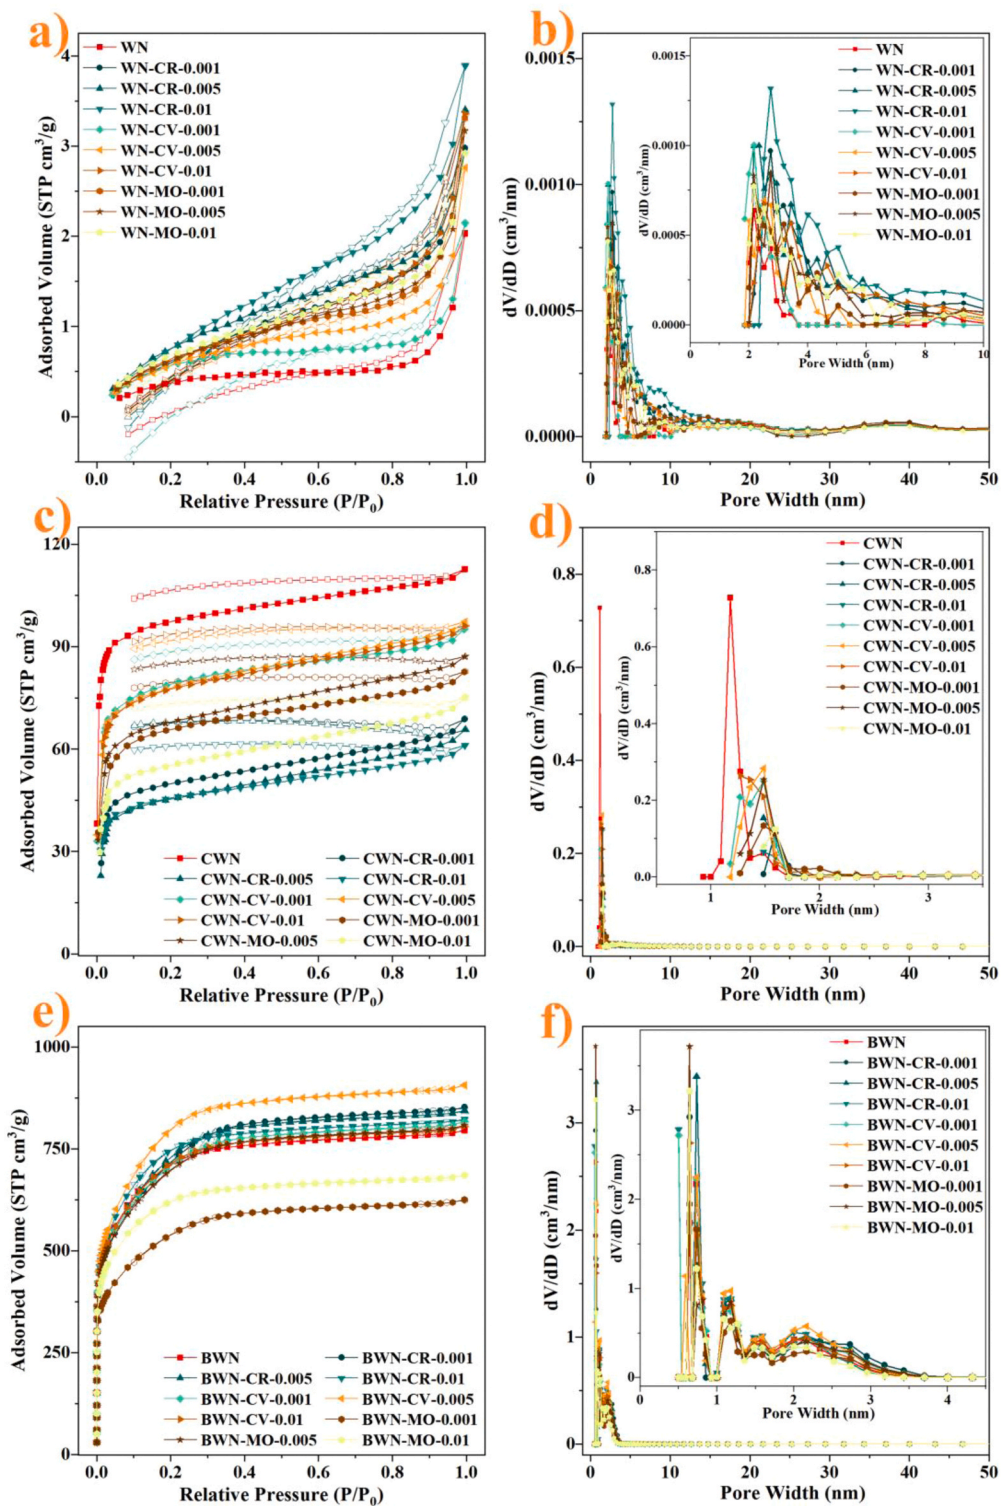 a)
Adsorbed Volume (STP cm³/g)
4
3
2
1
0
WN
WN-CR-0.001
WN-CR-0.005
WN-CR-0.01
WN-CV-0.001
WN-CV-0.005
WN-CV-0.01
WN-MO-0.001
WN-MO-0.005
WN-MO-0.01
0.0 0.2 0.4 0.6 0.8 1.0
Relative Pressure (P/P₀)
b)
dV/dD (cm³/nm)
0.0015
0.0010
0.0005
0.0000
dV/dD (cm³/nm)
0.0015
0.0010
0.0005
0.0000
WN
WN-CR-0.001
WN-CR-0.005
WN-CR-0.01
WN-CV-0.001
WN-CV-0.005
WN-CV-0.01
WN-MO-0.001
WN-MO-0.005
WN-MO-0.01
0 2 4 6 8 10
Pore Width (nm)
0 10 20 30 40 50
Pore Width (nm)
c)
Adsorbed Volume (STP cm³/g)
120
90
60
30
0
CWN CWN-CR-0.001
CWN-CR-0.005 CWN-CR-0.01
CWN-CV-0.001 CWN-CV-0.005
CWN-CV-0.01 CWN-MO-0.001
CWN-MO-0.005 CWN-MO-0.01
0.0 0.2 0.4 0.6 0.8 1.0
Relative Pressure (P/P₀)
d)
dV/dD (cm³/nm)
0.8
0.6
0.4
0.2
0.0
dV/dD (cm³/nm)
0.8
0.6
0.4
0.2
0.0
CWN
CWN-CR-0.001
CWN-CR-0.005
CWN-CR-0.01
CWN-CV-0.001
CWN-CV-0.005
CWN-CV-0.01
CWN-MO-0.001
CWN-MO-0.005
CWN-MO-0.01
1 2 3
Pore Width (nm)
0 10 20 30 40 50
Pore Width (nm)
e)
Adsorbed Volume (STP cm³/g)
1000
750
500
250
0
BWN BWN-CR-0.001
BWN-CR-0.005 BWN-CR-0.01
BWN-CV-0.001 BWN-CV-0.005
BWN-CV-0.01 BWN-MO-0.001
BWN-MO-0.005 BWN-MO-0.01
0.0 0.2 0.4 0.6 0.8 1.0
Relative Pressure (P/P₀)
f)
dV/dD (cm³/nm)
3
2
1
0
dV/dD (cm³/nm)
3
2
1
0
BWN
BWN-CR-0.001
BWN-CR-0.005
BWN-CR-0.01
BWN-CV-0.001
BWN-CV-0.005
BWN-CV-0.01
BWN-MO-0.001
BWN-MO-0.005
BWN-MO-0.01
0 1 2 3 4 5
Pore Width (nm)
0 10 20 30 40 50
Pore Width (nm)